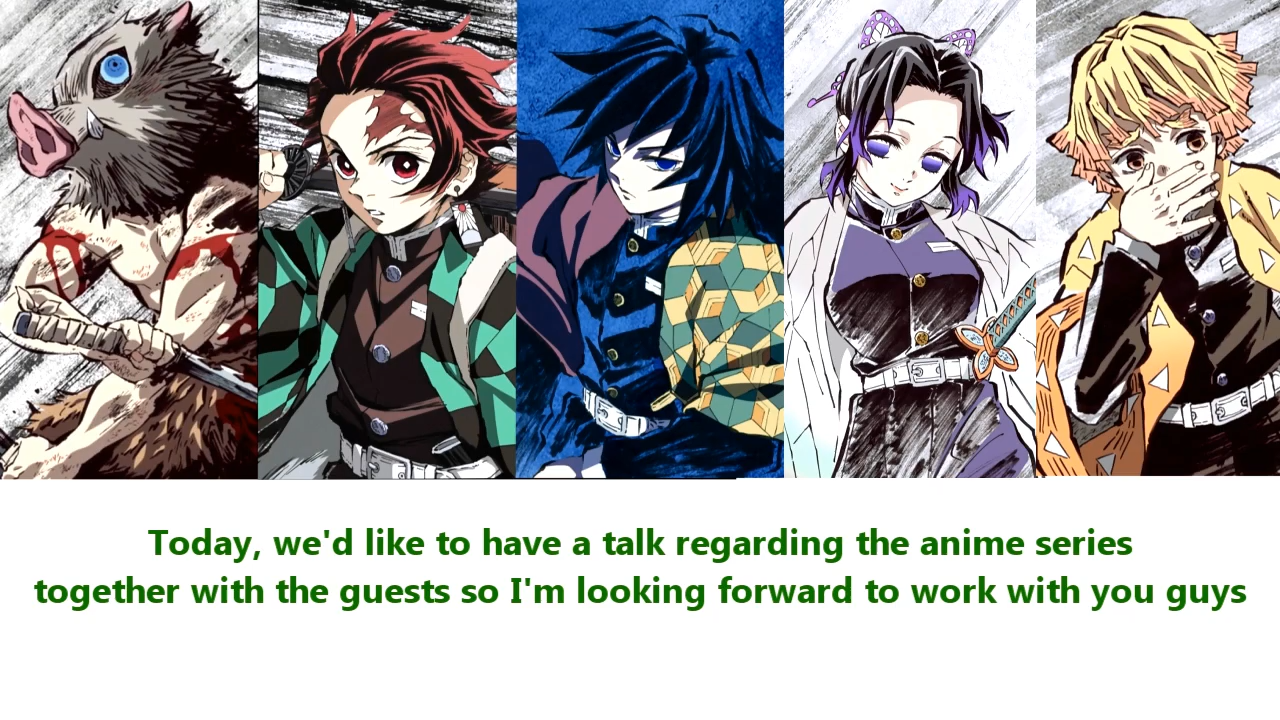 Today, we'd like to have a talk regarding the anime series
together with the guests so I'm looking forward to work with you guys